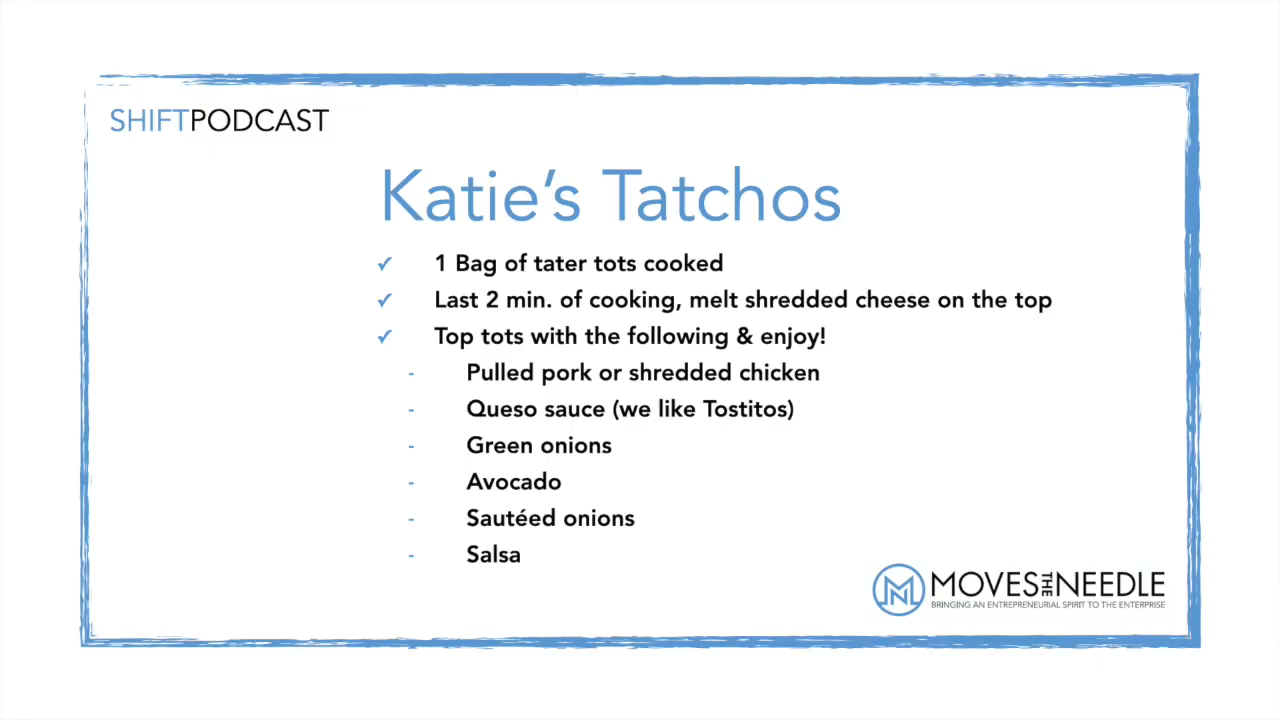 SHIFTPODCAST
Katie's Tatchos
✓ 1 Bag of tater tots cooked
✓ Last 2 min. of cooking, melt shredded cheese on the top
✓ Top tots with the following & enjoy!
- Pulled pork or shredded chicken
- Queso sauce (we like Tostitos)
- Green onions
- Avocado
- Sautéed onions
- Salsa
MOVES THE NEEDLE
BRINGING AN ENTREPRENEURIAL SPIRIT TO THE ENTERPRISE